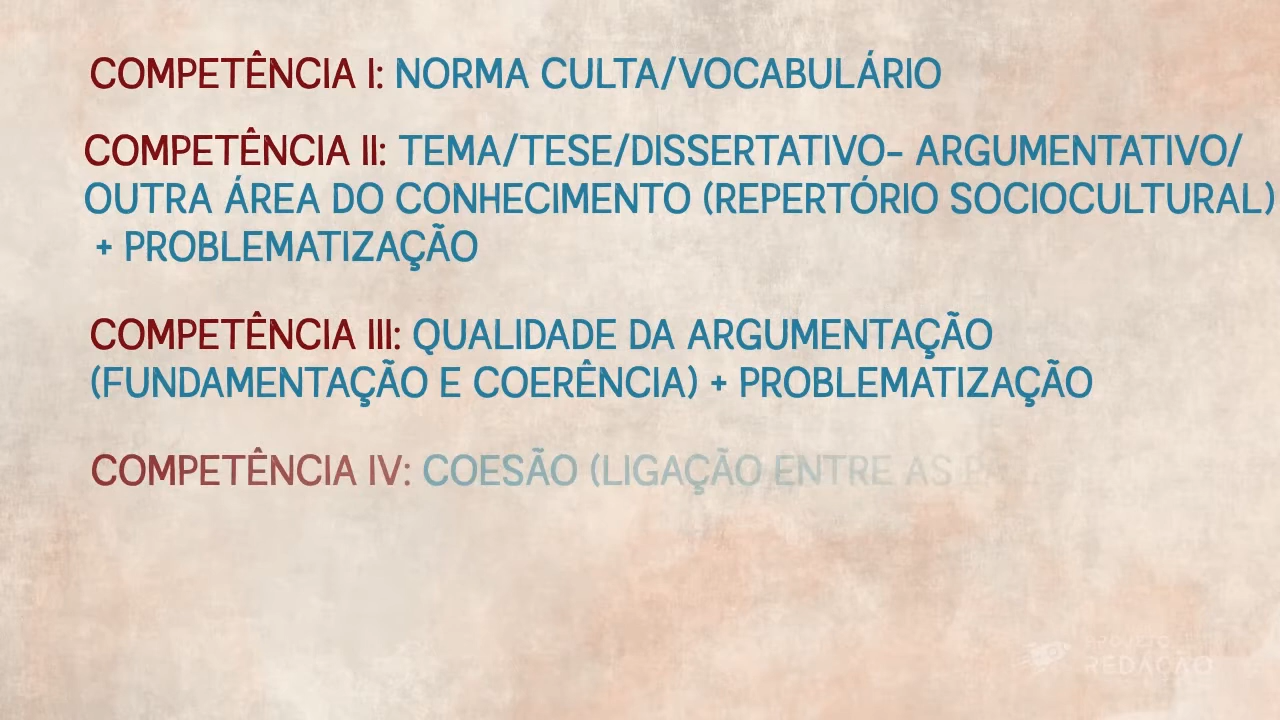 COMPETÊNCIA I: NORMA CULTA/VOCABULÁRIO
COMPETÊNCIA II: TEMA/TESE/DISSERTATIVO- ARGUMENTATIVO/
OUTRA ÁREA DO CONHECIMENTO (REPERTÓRIO SOCIOCULTURAL)
+ PROBLEMATIZAÇÃO
COMPETÊNCIA III: QUALIDADE DA ARGUMENTAÇÃO
(FUNDAMENTAÇÃO E COERÊNCIA) + PROBLEMATIZAÇÃO
COMPETÊNCIA IV: COESÃO (LIGAÇÃO ENTRE AS
PROJETO
REDAÇÃO